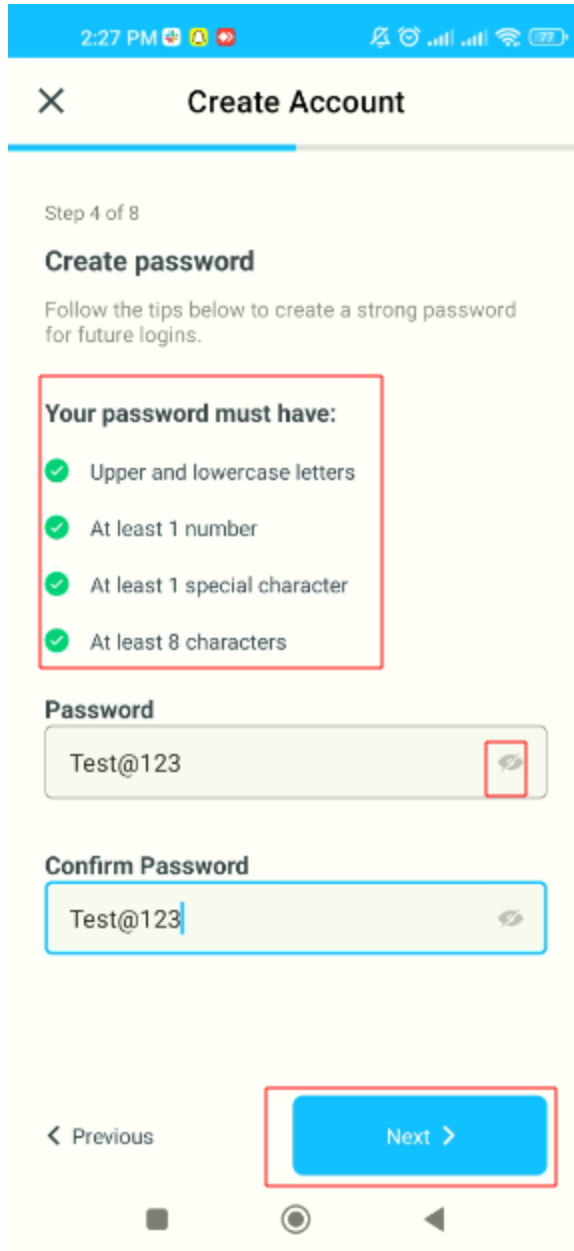 2:27 PM
77
Create Account
Step 4 of 8
Create password
Follow the tips below to create a strong password
for future logins.
Your password must have:
Upper and lowercase letters
At least 1 number
At least 1 special character
At least 8 characters
Password
Test@123
Confirm Password
Test@123
Previous
Next